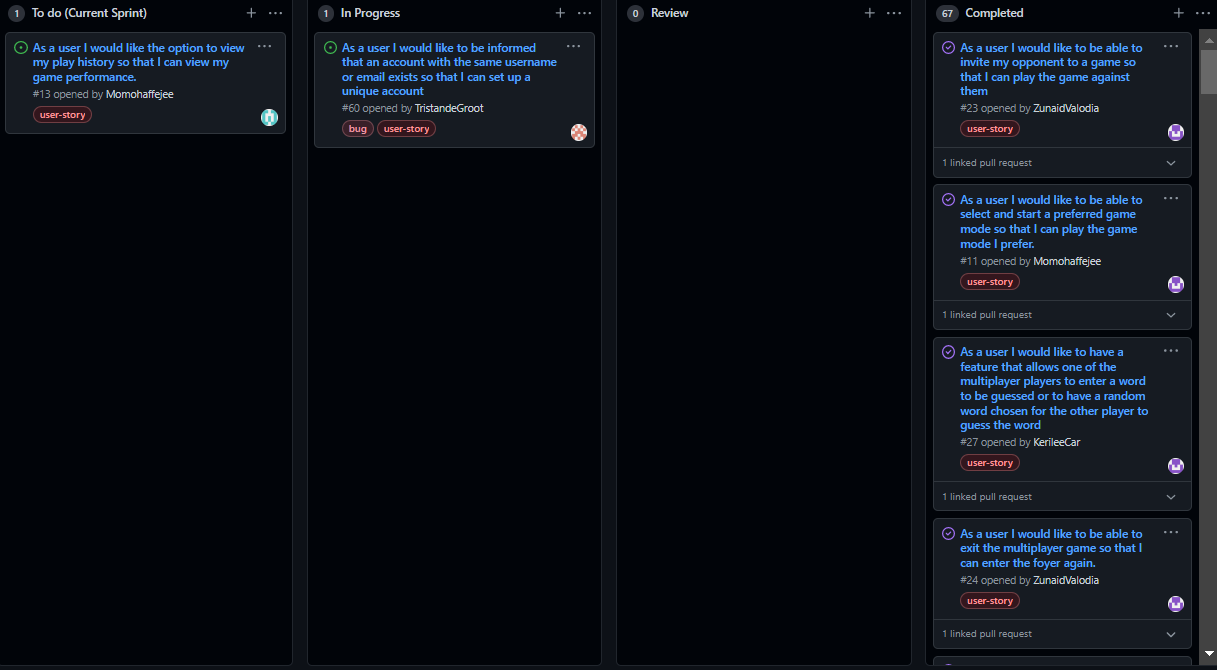 1 To do (Current Sprint)
As a user I would like the option to view
my play history so that I can view my
game performance.
#13 opened by Momohaffejee
user-story
1 In Progress
As a user I would like to be informed
that an account with the same username
or email exists so that I can set up a
unique account
#60 opened by TristandeGroot
bug user-story
0 Review
67 Completed
As a user I would like to be able to
invite my opponent to a game so
that I can play the game against
them
#23 opened by ZunaidValodia
user-story
1 linked pull request
As a user I would like to be able to
select and start a preferred game
mode so that I can play the game
mode I prefer.
#11 opened by Momohaffejee
user-story
1 linked pull request
As a user I would like to have a
feature that allows one of the
multiplayer players to enter a word
to be guessed or to have a random
word chosen for the other player to
guess the word
#27 opened by KerileeCar
user-story
1 linked pull request
As a user I would like to be able to
exit the multiplayer game so that I
can enter the foyer again.
#24 opened by ZunaidValodia
user-story
1 linked pull request